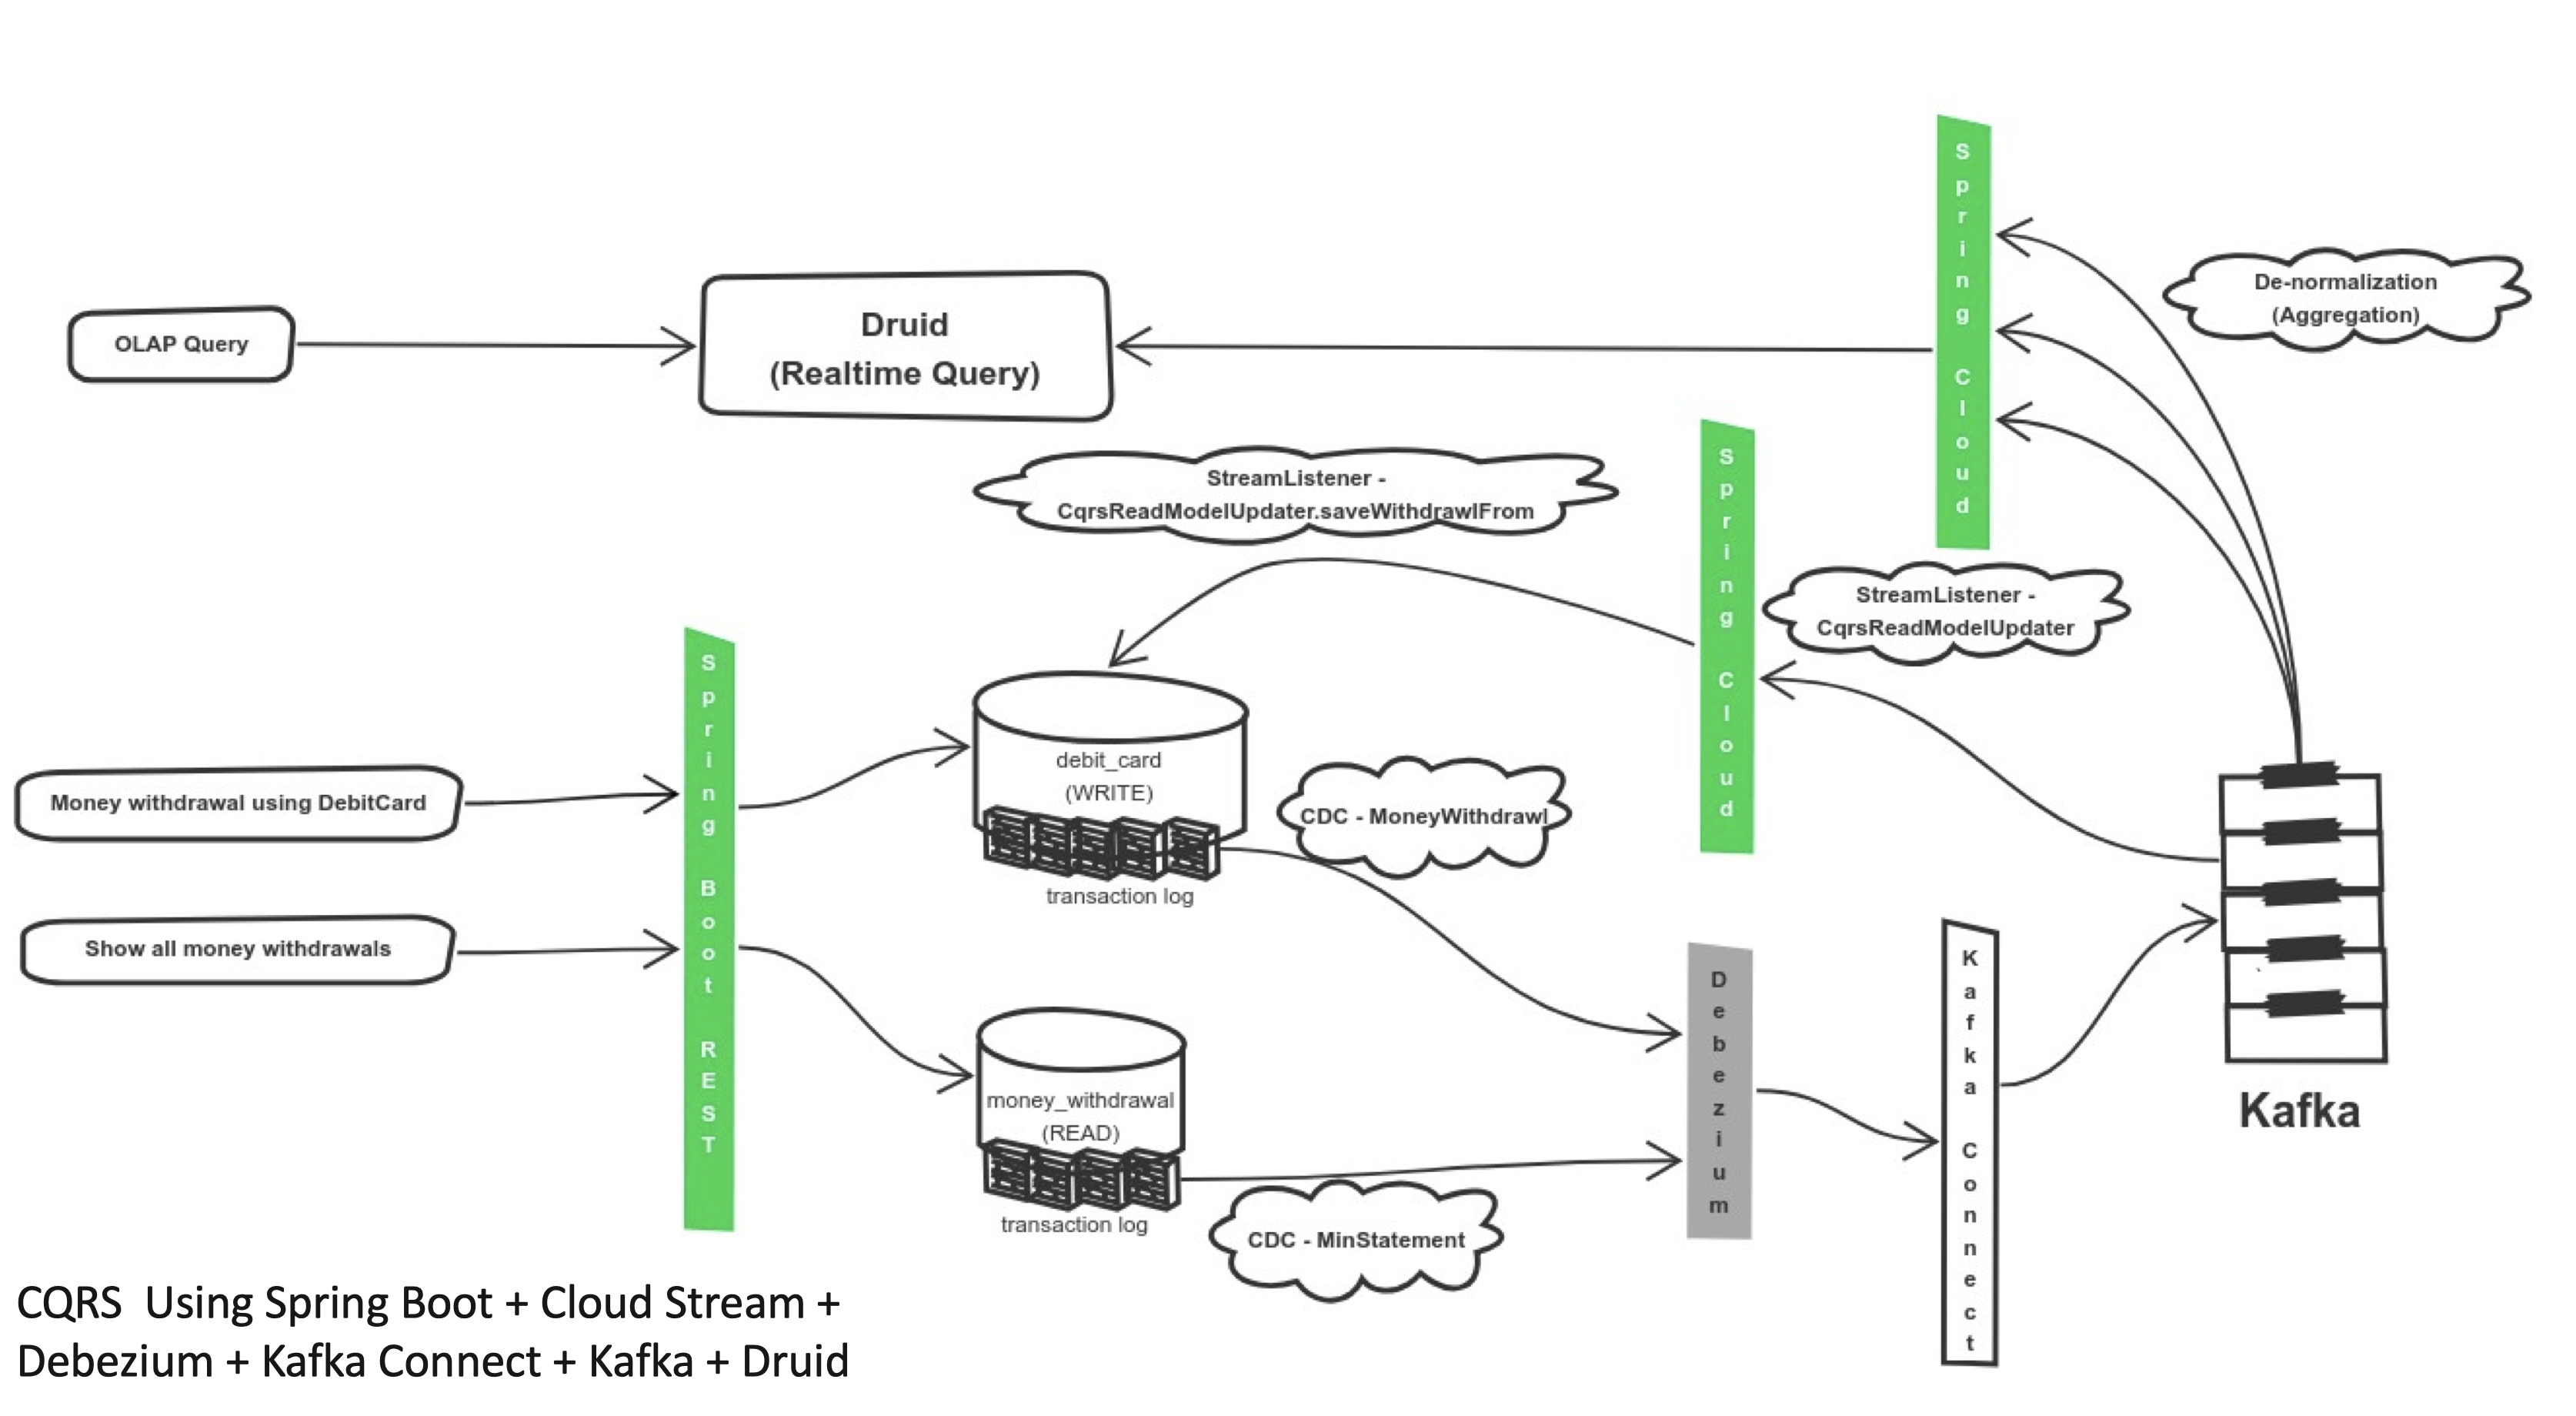 Spring Cloud
De-normalization
(Aggregation)
OLAP Query
Druid
(Realtime Query)
StreamListener -
CqrsReadModelUpdater.saveWithdrawlFrom
Spring Cloud
StreamListener -
CqrsReadModelUpdater
Spring Boot REST
Money withdrawal using DebitCard
debit_card
(WRITE)
transaction log
CDC - MoneyWithdrawl
Show all money withdrawals
money_withdrawal
(READ)
transaction log
CDC - MinStatement
Debezium
Kafka Connect
Kafka
CQRS  Using Spring Boot + Cloud Stream +
Debezium + Kafka Connect + Kafka + Druid